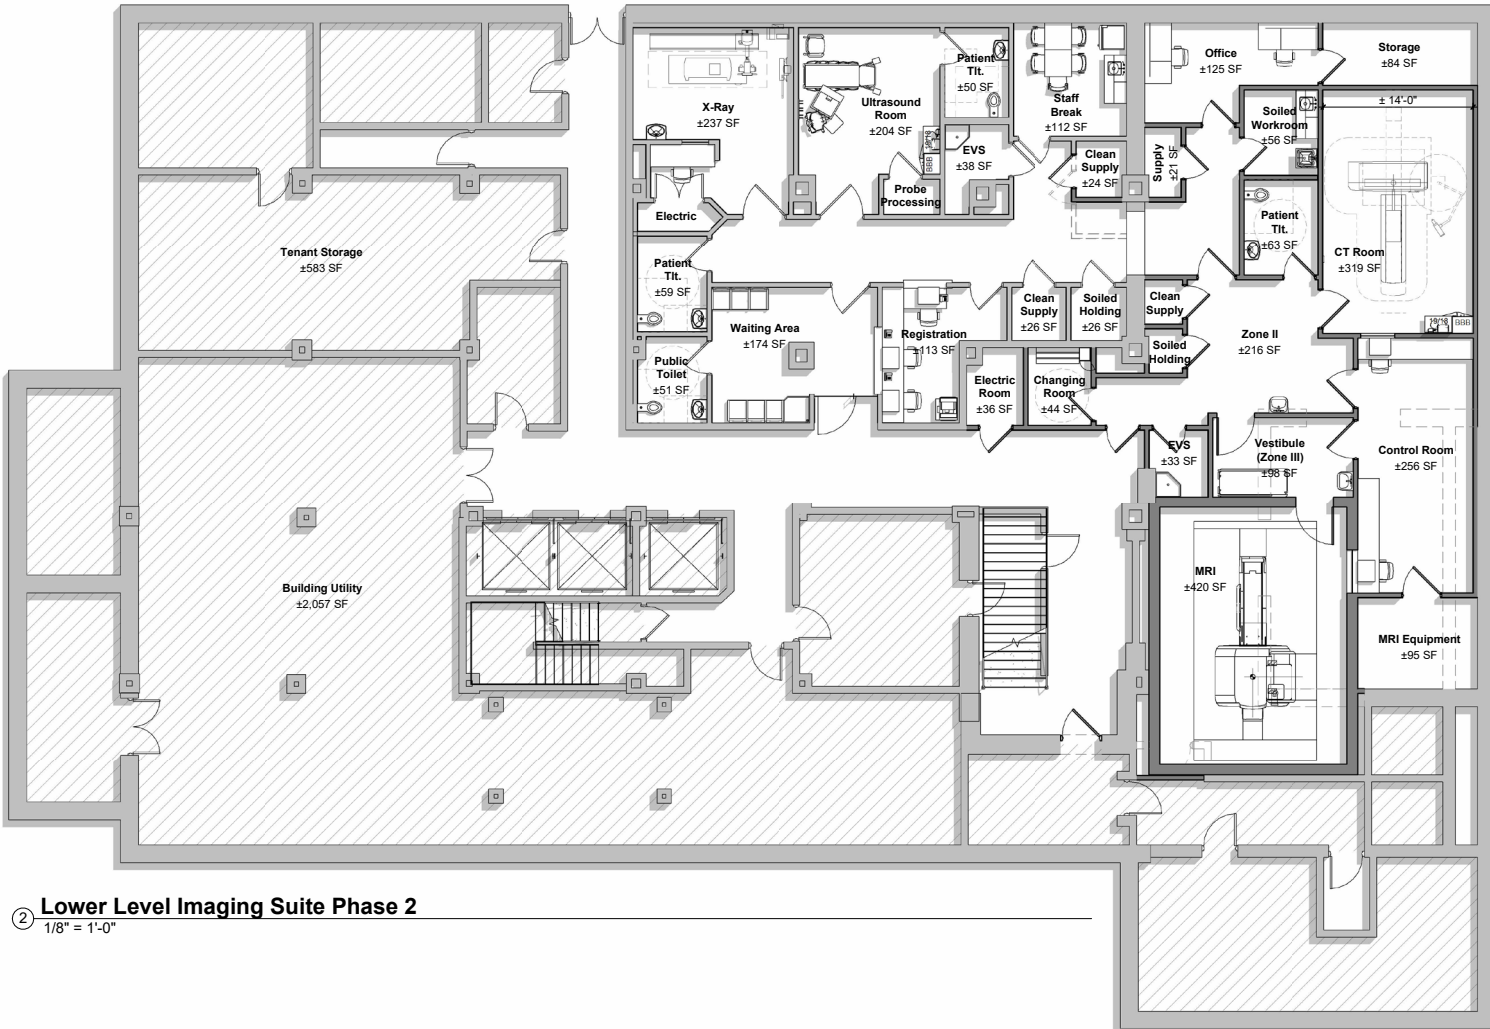 X-Ray
±237 SF
Ultrasound
Room
±204 SF
Patient
Tlt.
±50 SF
Staff
Break
±112 SF
Office
±125 SF
Storage
±84 SF
± 14'-0"
Soiled
Workroom
±56 SF
EVS
±38 SF
Clean
Supply
±24 SF
Supply
±21 SF
19/18
BBB
Probe
Processing
Electric
Patient
Tlt.
±63 SF
CT Room
±319 SF
Tenant Storage
±583 SF
Patient
Tlt.
±59 SF
Waiting Area
±174 SF
Registration
±113 SF
Clean
Supply
±26 SF
Soiled
Holding
±26 SF
Clean
Supply
Soiled
Holding
Zone II
±216 SF
19/18
BBB
Public
Toilet
±51 SF
Electric
Room
±36 SF
Changing
Room
±44 SF
EVS
±33 SF
Vestibule
(Zone III)
±98 SF
Control Room
±256 SF
Building Utility
±2,057 SF
MRI
±420 SF
MRI Equipment
±95 SF
2
Lower Level Imaging Suite Phase 2
1/8" = 1'-0"